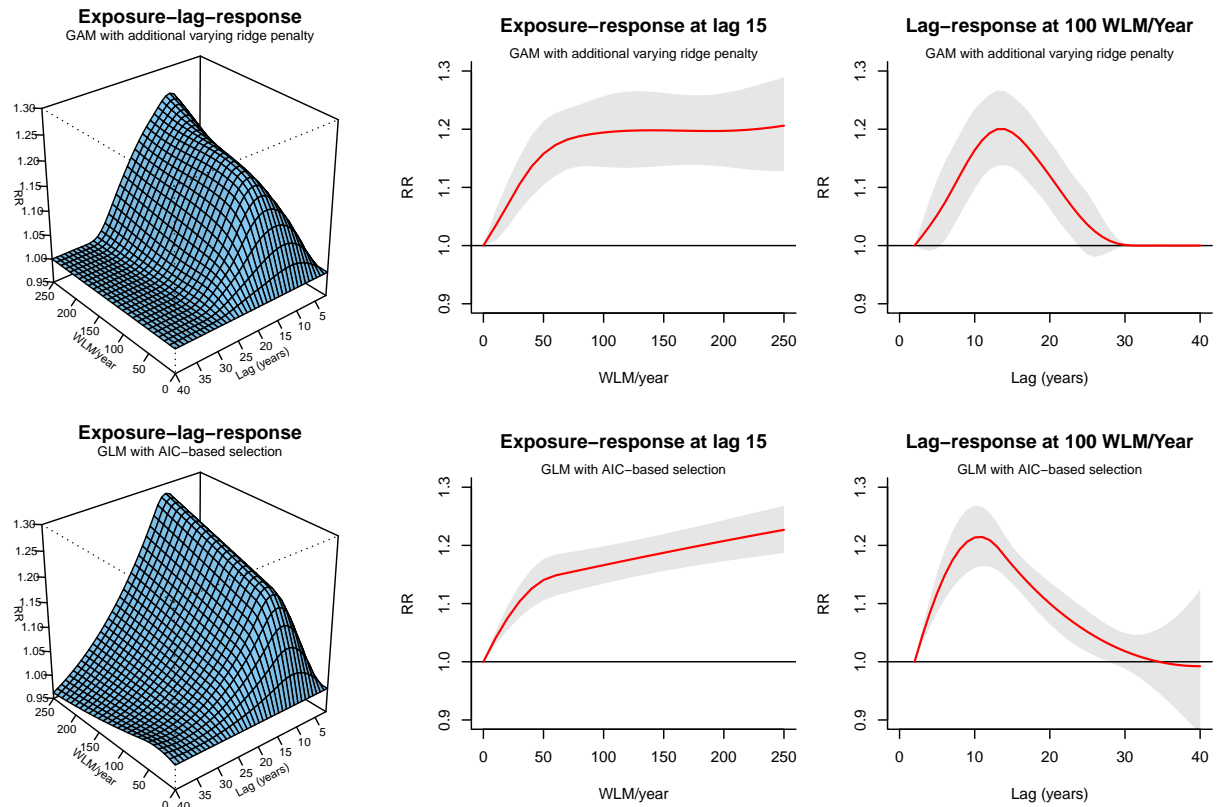 Exposure−lag−response
GAM with additional varying ridge penalty
1.30
1.25
1.20
1.15
1.10
1.05
1.00
0.95
RR
250
200
150
100
50
0
WLM/year
40
35
30
25
20
15
10
5
Lag (years)
Exposure−response at lag 15
GAM with additional varying ridge penalty
1.3
1.2
1.1
1.0
0.9
RR
0 50 100 150 200 250
WLM/year
Lag−response at 100 WLM/Year
GAM with additional varying ridge penalty
1.3
1.2
1.1
1.0
0.9
RR
0 10 20 30 40
Lag (years)
Exposure−lag−response
GLM with AIC−based selection
1.30
1.25
1.20
1.15
1.10
1.05
1.00
0.95
RR
250
200
150
100
50
0
WLM/year
40
35
30
25
20
15
10
5
Lag (years)
Exposure−response at lag 15
GLM with AIC−based selection
1.3
1.2
1.1
1.0
0.9
RR
0 50 100 150 200 250
WLM/year
Lag−response at 100 WLM/Year
GLM with AIC−based selection
1.3
1.2
1.1
1.0
0.9
RR
0 10 20 30 40
Lag (years)